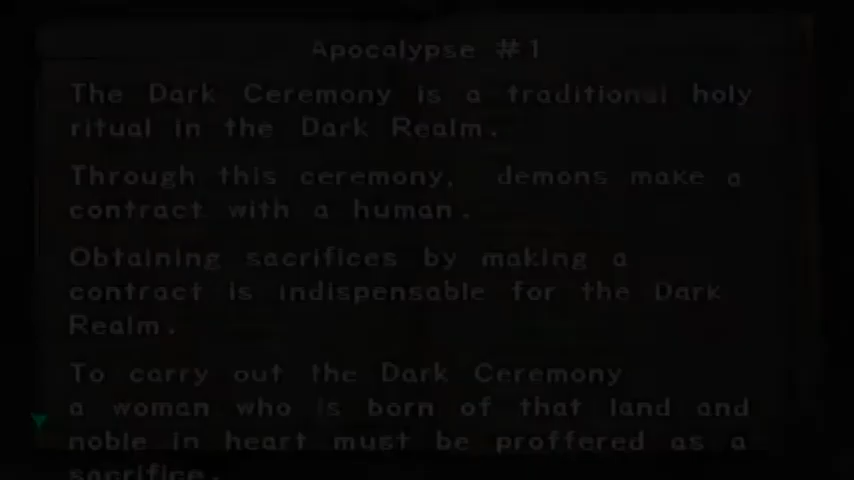 Apocalypse #1
The Dark Ceremony is a traditional holy
ritual in the Dark Realm.
Through this ceremony, demons make a
contract with a human.
Obtaining sacrifices by making a
contract is indispensable for the Dark
Realm.
To carry out the Dark Ceremony
a woman who is born of that land and
noble in heart must be proffered as a
sacrifice.